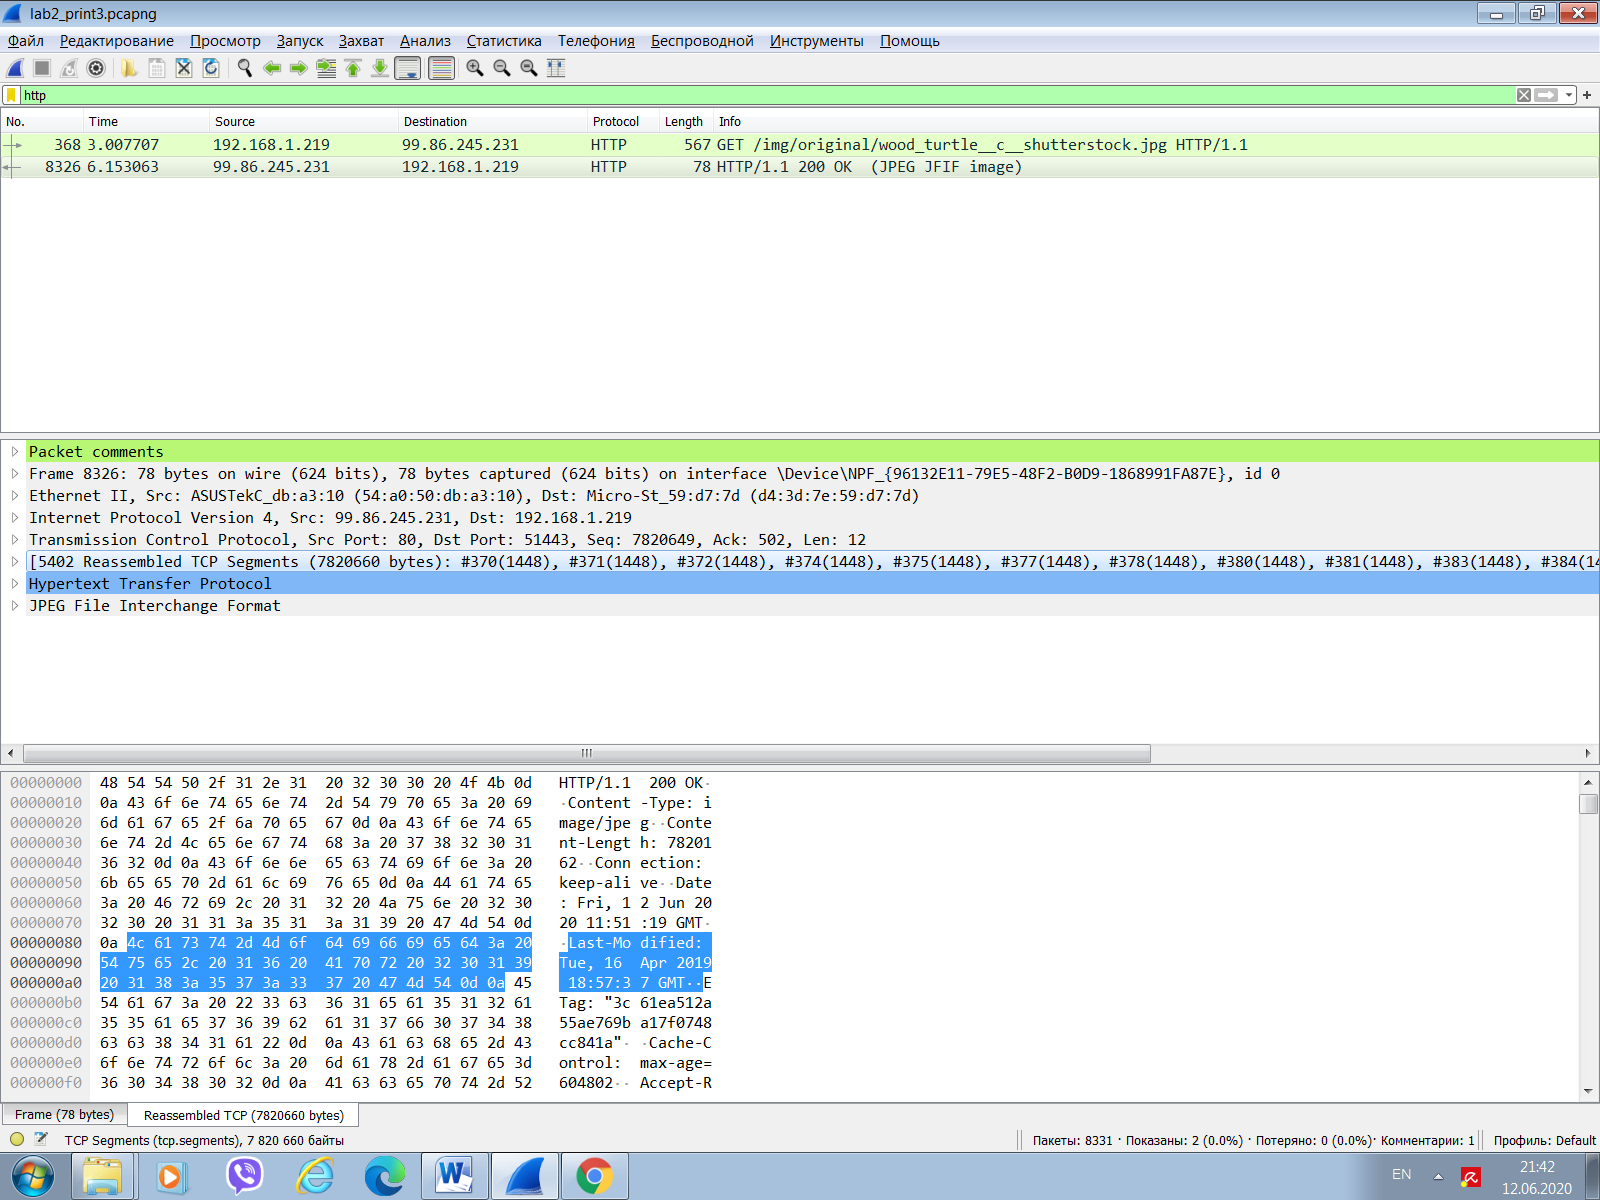 lab2_print3.pcapng
Файл Редактирование Просмотр Запуск Захват Анализ Статистика Телефония Беспроводной Инструменты Помощь
http
No. Time Source Destination Protocol Length Info
368 3.007707 192.168.1.219 99.86.245.231 HTTP 567 GET /img/original/wood_turtle__c__shutterstock.jpg HTTP/1.1
8326 6.153063 99.86.245.231 192.168.1.219 HTTP 78 HTTP/1.1 200 OK (JPEG JFIF image)
Packet comments
Frame 8326: 78 bytes on wire (624 bits), 78 bytes captured (624 bits) on interface \Device\NPF_{96132E11-79E5-48F2-B0D9-1868991FA87E}, id 0
Ethernet II, Src: ASUSTekC_db:a3:10 (54:a0:50:db:a3:10), Dst: Micro-St_59:d7:7d (d4:3d:7e:59:d7:7d)
Internet Protocol Version 4, Src: 99.86.245.231, Dst: 192.168.1.219
Transmission Control Protocol, Src Port: 80, Dst Port: 51443, Seq: 7820649, Ack: 502, Len: 12
[5402 Reassembled TCP Segments (7820660 bytes): #370(1448), #371(1448), #372(1448), #374(1448), #375(1448), #377(1448), #378(1448), #380(1448), #381(1448), #383(1448), #384(14
Hypertext Transfer Protocol
JPEG File Interchange Format
00000000 48 54 54 50 2f 31 2e 31 20 32 30 30 20 4f 4b 0d HTTP/1.1 200 OK·
00000010 0a 43 6f 6e 74 65 6e 74 2d 54 79 70 65 3a 20 69 ·Content -Type: i
00000020 6d 61 67 65 2f 6a 70 65 67 0d 0a 43 6f 6e 74 65 mage/jpe g··Conte
00000030 6e 74 2d 4c 65 6e 67 74 68 3a 20 37 38 32 30 31 nt-Lengt h: 78201
00000040 36 32 0d 0a 43 6f 6e 6e 65 63 74 69 6f 6e 3a 20 62··Conn ection:
00000050 6b 65 65 70 2d 61 6c 69 76 65 0d 0a 44 61 74 65 keep-ali ve··Date
00000060 3a 20 46 72 69 2c 20 31 32 20 4a 75 6e 20 32 30 : Fri, 1 2 Jun 20
00000070 32 30 20 31 31 3a 35 31 3a 31 39 20 47 4d 54 0d 20 11:51 :19 GMT·
00000080 0a 4c 61 73 74 2d 4d 6f 64 69 66 69 65 64 3a 20 ·Last-Mo dified:
00000090 54 75 65 2c 20 31 36 20 41 70 72 20 32 30 31 39 Tue, 16 Apr 2019
000000a0 20 31 38 3a 35 37 3a 33 37 20 47 4d 54 0d 0a 45 18:57:3 7 GMT··E
000000b0 54 61 67 3a 20 22 33 63 36 31 65 61 35 31 32 61 Tag: "3c 61ea512a
000000c0 35 35 61 65 37 36 39 62 61 31 37 66 30 37 34 38 55ae769b a17f0748
000000d0 63 63 38 34 31 61 22 0d 0a 43 61 63 68 65 2d 43 cc841a"· ·Cache-C
000000e0 6f 6e 74 72 6f 6c 3a 20 6d 61 78 2d 61 67 65 3d ontrol: max-age=
000000f0 36 30 34 38 30 32 0d 0a 41 63 63 65 70 74 2d 52 604802·· Accept-R
Frame (78 bytes) Reassembled TCP (7820660 bytes)
TCP Segments (tcp.segments), 7 820 660 байты Пакеты: 8331 · Показаны: 2 (0.0%) · Потеряно: 0 (0.0%) · Комментарии: 1 Профиль: Default
EN 21:42
12.06.2020